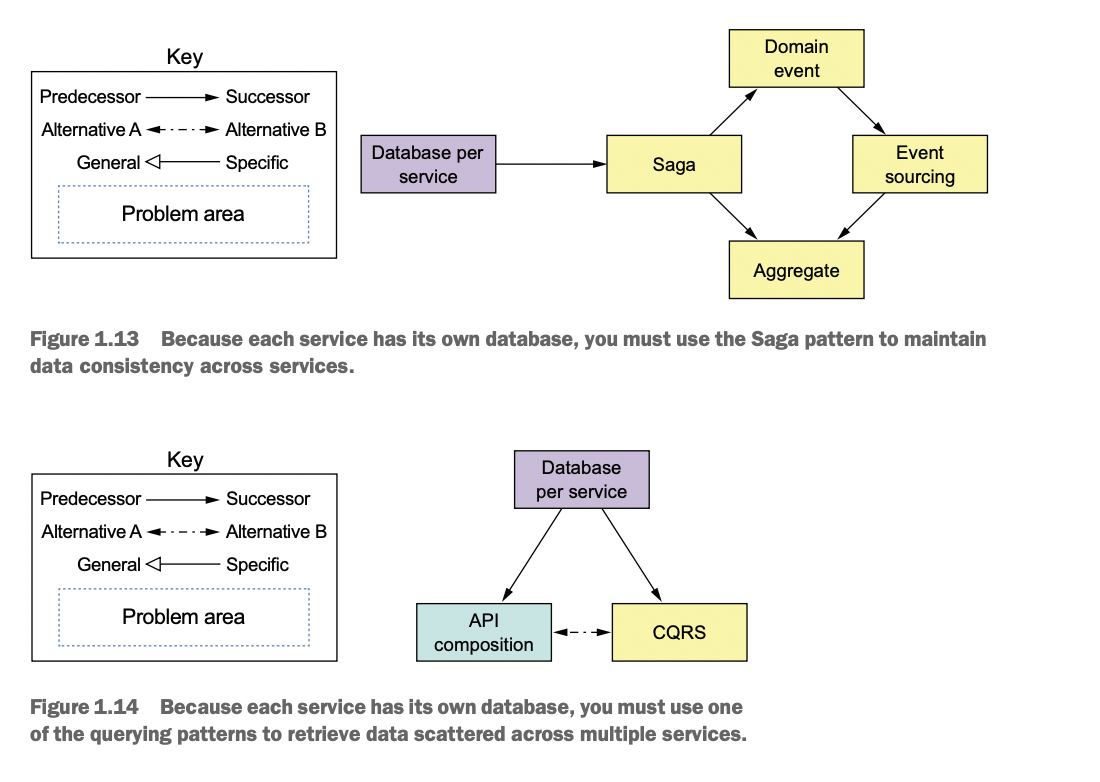 Key
Predecessor Successor
Alternative A Alternative B
General Specific
Problem area
Database per
service
Saga
Domain
event
Event
sourcing
Aggregate
Figure 1.13 Because each service has its own database, you must use the Saga pattern to maintain
data consistency across services.
Key
Predecessor Successor
Alternative A Alternative B
General Specific
Problem area
Database
per service
API
composition
CQRS
Figure 1.14 Because each service has its own database, you must use one
of the querying patterns to retrieve data scattered across multiple services.